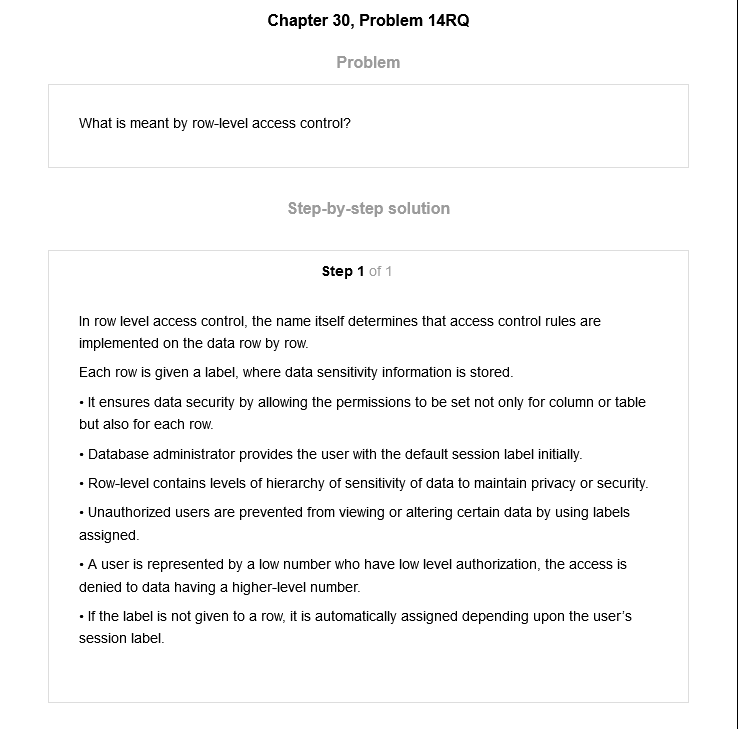 Chapter 30, Problem 14RQ
Problem
What is meant by row-level access control?
Step-by-step solution
Step 1 of 1
In row level access control, the name itself determines that access control rules are
implemented on the data row by row.
Each row is given a label, where data sensitivity information is stored.
• It ensures data security by allowing the permissions to be set not only for column or table
but also for each row.
• Database administrator provides the user with the default session label initially.
• Row-level contains levels of hierarchy of sensitivity of data to maintain privacy or security.
• Unauthorized users are prevented from viewing or altering certain data by using labels
assigned.
• A user is represented by a low number who have low level authorization, the access is
denied to data having a higher-level number.
• If the label is not given to a row, it is automatically assigned depending upon the user’s
session label.